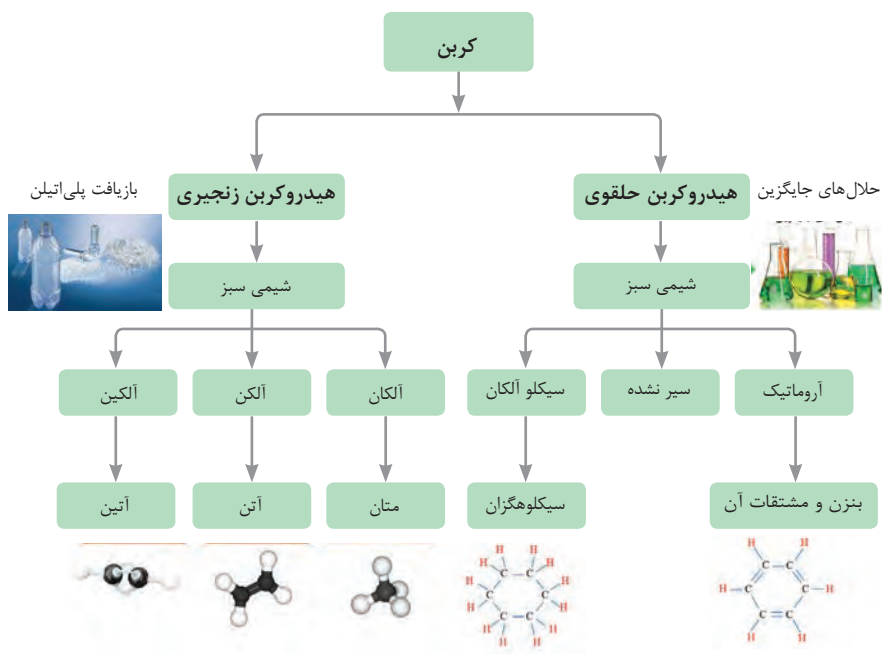 کربن
هیدروکربن حلقوی
هیدروکربن زنجیری
حلال‌های جایگزین
بازیافت پلی‌اتیلن
شیمی سبز
شیمی سبز
آروماتیک
سیر نشده
سیکلو آلکان
آلکان
آلکن
آلکین
بنزن و مشتقات آن
سیکلوهگزان
متان
آتن
آتین
H H
H H H H
C C
H C C H
H H
C C
H H H H
H H
C C
H C C H
C C
H H